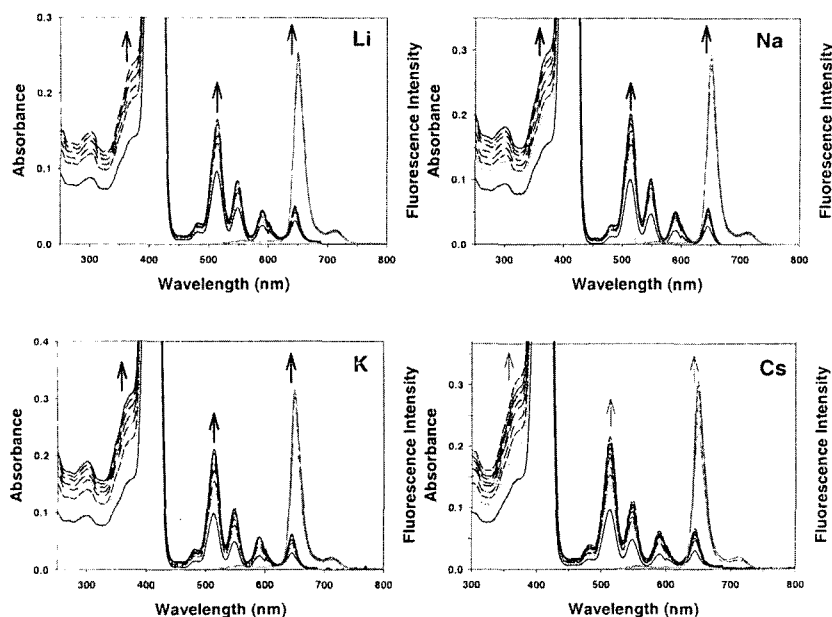 Li
Absorbance
Fluorescence Intensity
0.3
0.2
0.1
0.0
300 400 500 600 700 800
Wavelength (nm)
Na
Absorbance
Fluorescence Intensity
0.3
0.2
0.1
0.0
300 400 500 600 700 800
Wavelength (nm)
K
Absorbance
Fluorescence Intensity
0.4
0.3
0.2
0.1
0.0
300 400 500 600 700 800
Wavelength (nm)
Cs
Absorbance
Fluorescence Intensity
0.3
0.2
0.1
0.0
300 400 500 600 700 800
Wavelength (nm)